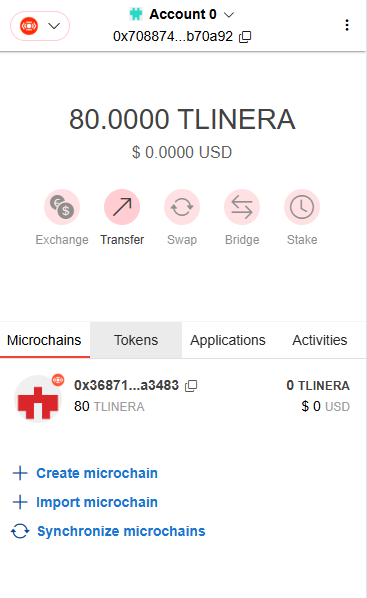 Account 0
0x708874...b70a92
80.0000 TLINERA
$ 0.0000 USD
Exchange Transfer Swap Bridge Stake
Microchains Tokens Applications Activities
0x36871...a3483 0 TLINERA
80 TLINERA $ 0 USD
Create microchain
Import microchain
Synchronize microchains